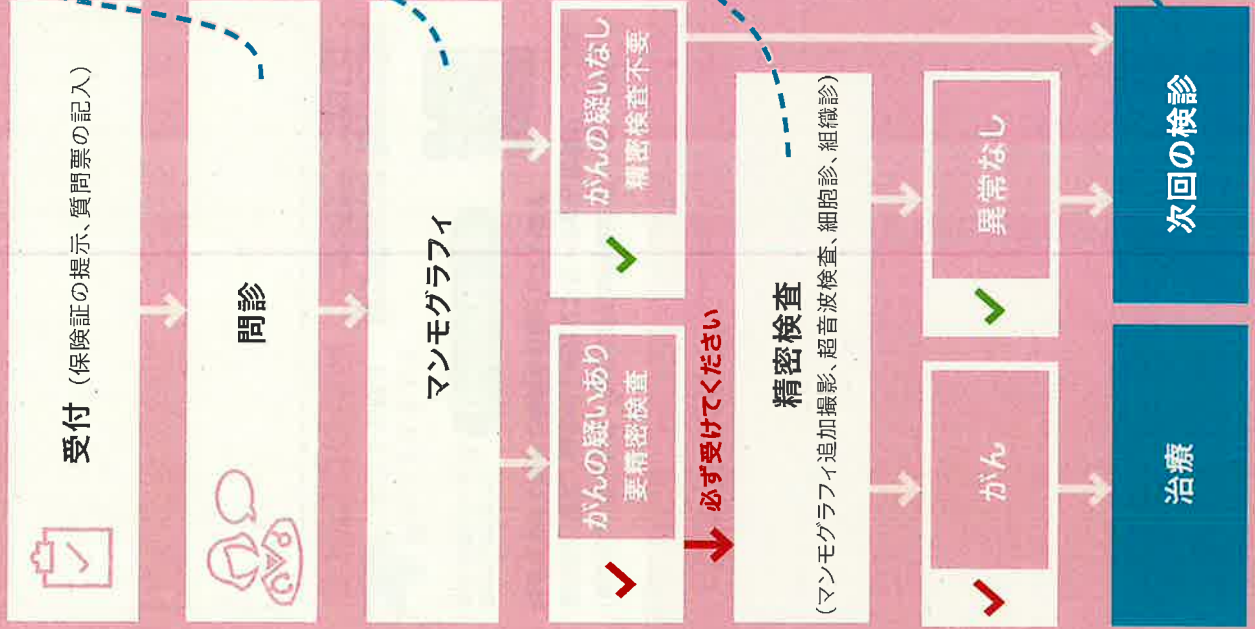 受付（保険証の提示、質問票の記入）
問診
マンモグラフィ
がんの疑いあり
要精密検査
がんの疑いなし
精密検査不要
必ず受けてください
精密検査
（マンモグラフィ追加撮影、超音波検査、細胞診、組織診）
がん
異常なし
治療
次回の検診